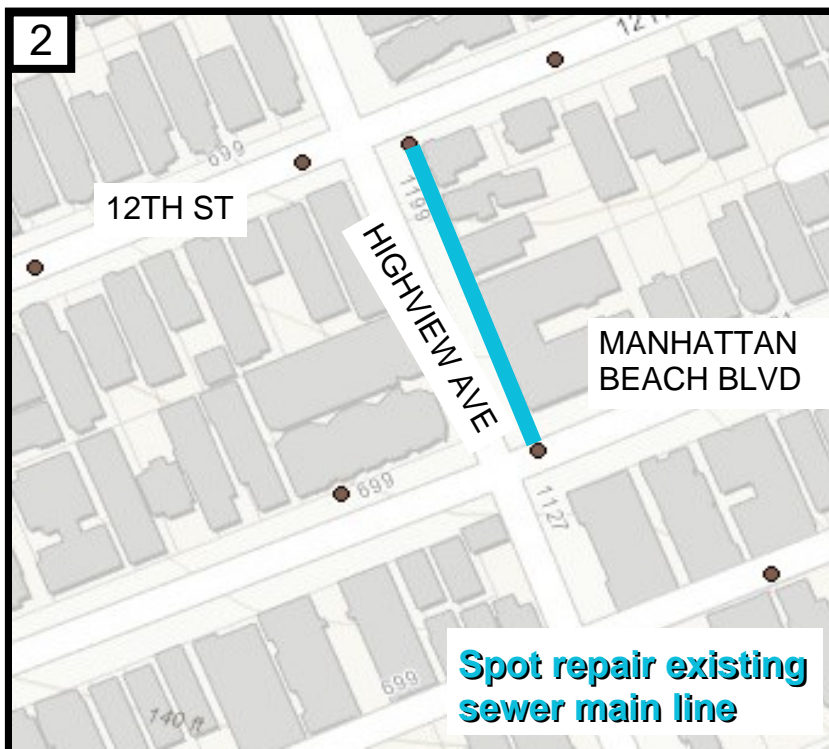 2
12T
699
12TH ST
1199
HIGHVIEW AVE
MANHATTAN
BEACH BLVD
699
1127
Spot repair existing
sewer main line
699
140 ft